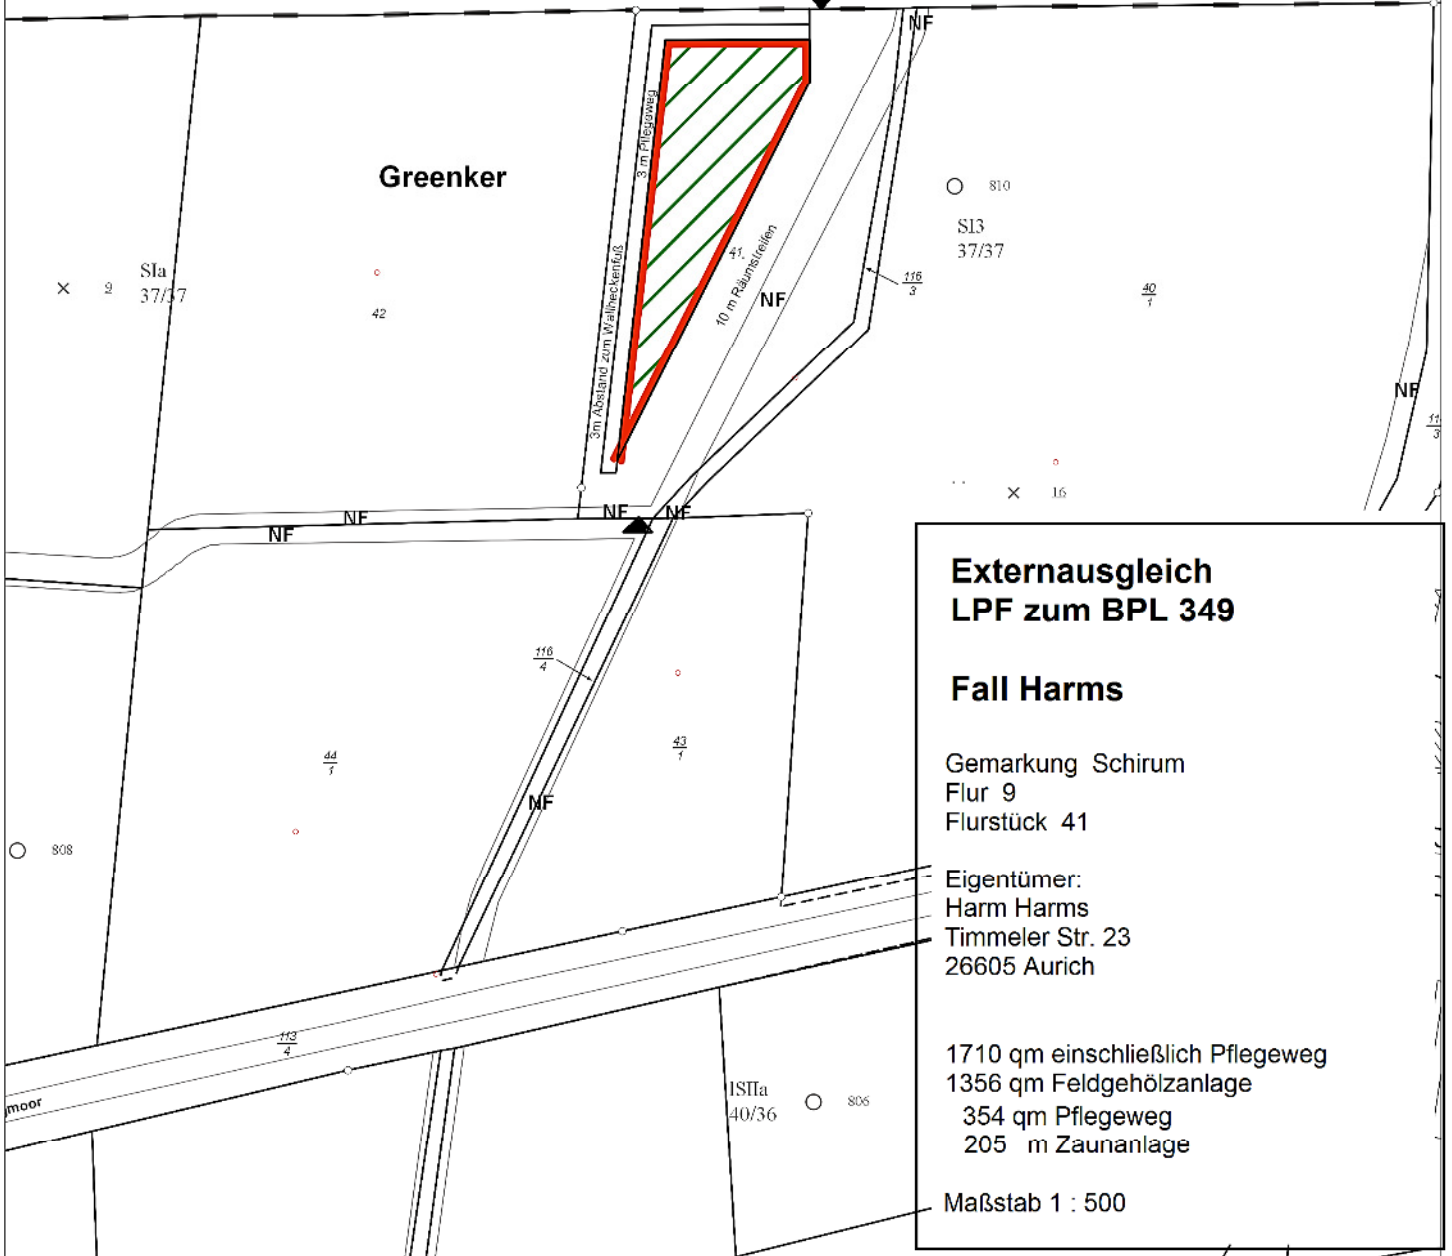 NF
3 m Pflegeweg
Greenker
810
Sl3
37/37
SIa
37/37
9
42
3m Abstand zum Wallheckenfuß
41
10 m Räumstreifen
NF
116
3
40
1
NF
16
NF
NF
NF
NF
116
4
44
1
43
1
NF
808
113
4
moor
lSIIa
40/36
806
Externausgleich
LPF zum BPL 349
Fall Harms
Gemarkung Schirum
Flur 9
Flurstück 41
Eigentümer:
Harm Harms
Timmeler Str. 23
26605 Aurich
1710 qm einschließlich Pflegeweg
1356 qm Feldgehölzanlage
354 qm Pflegeweg
205 m Zaunanlage
Maßstab 1 : 500